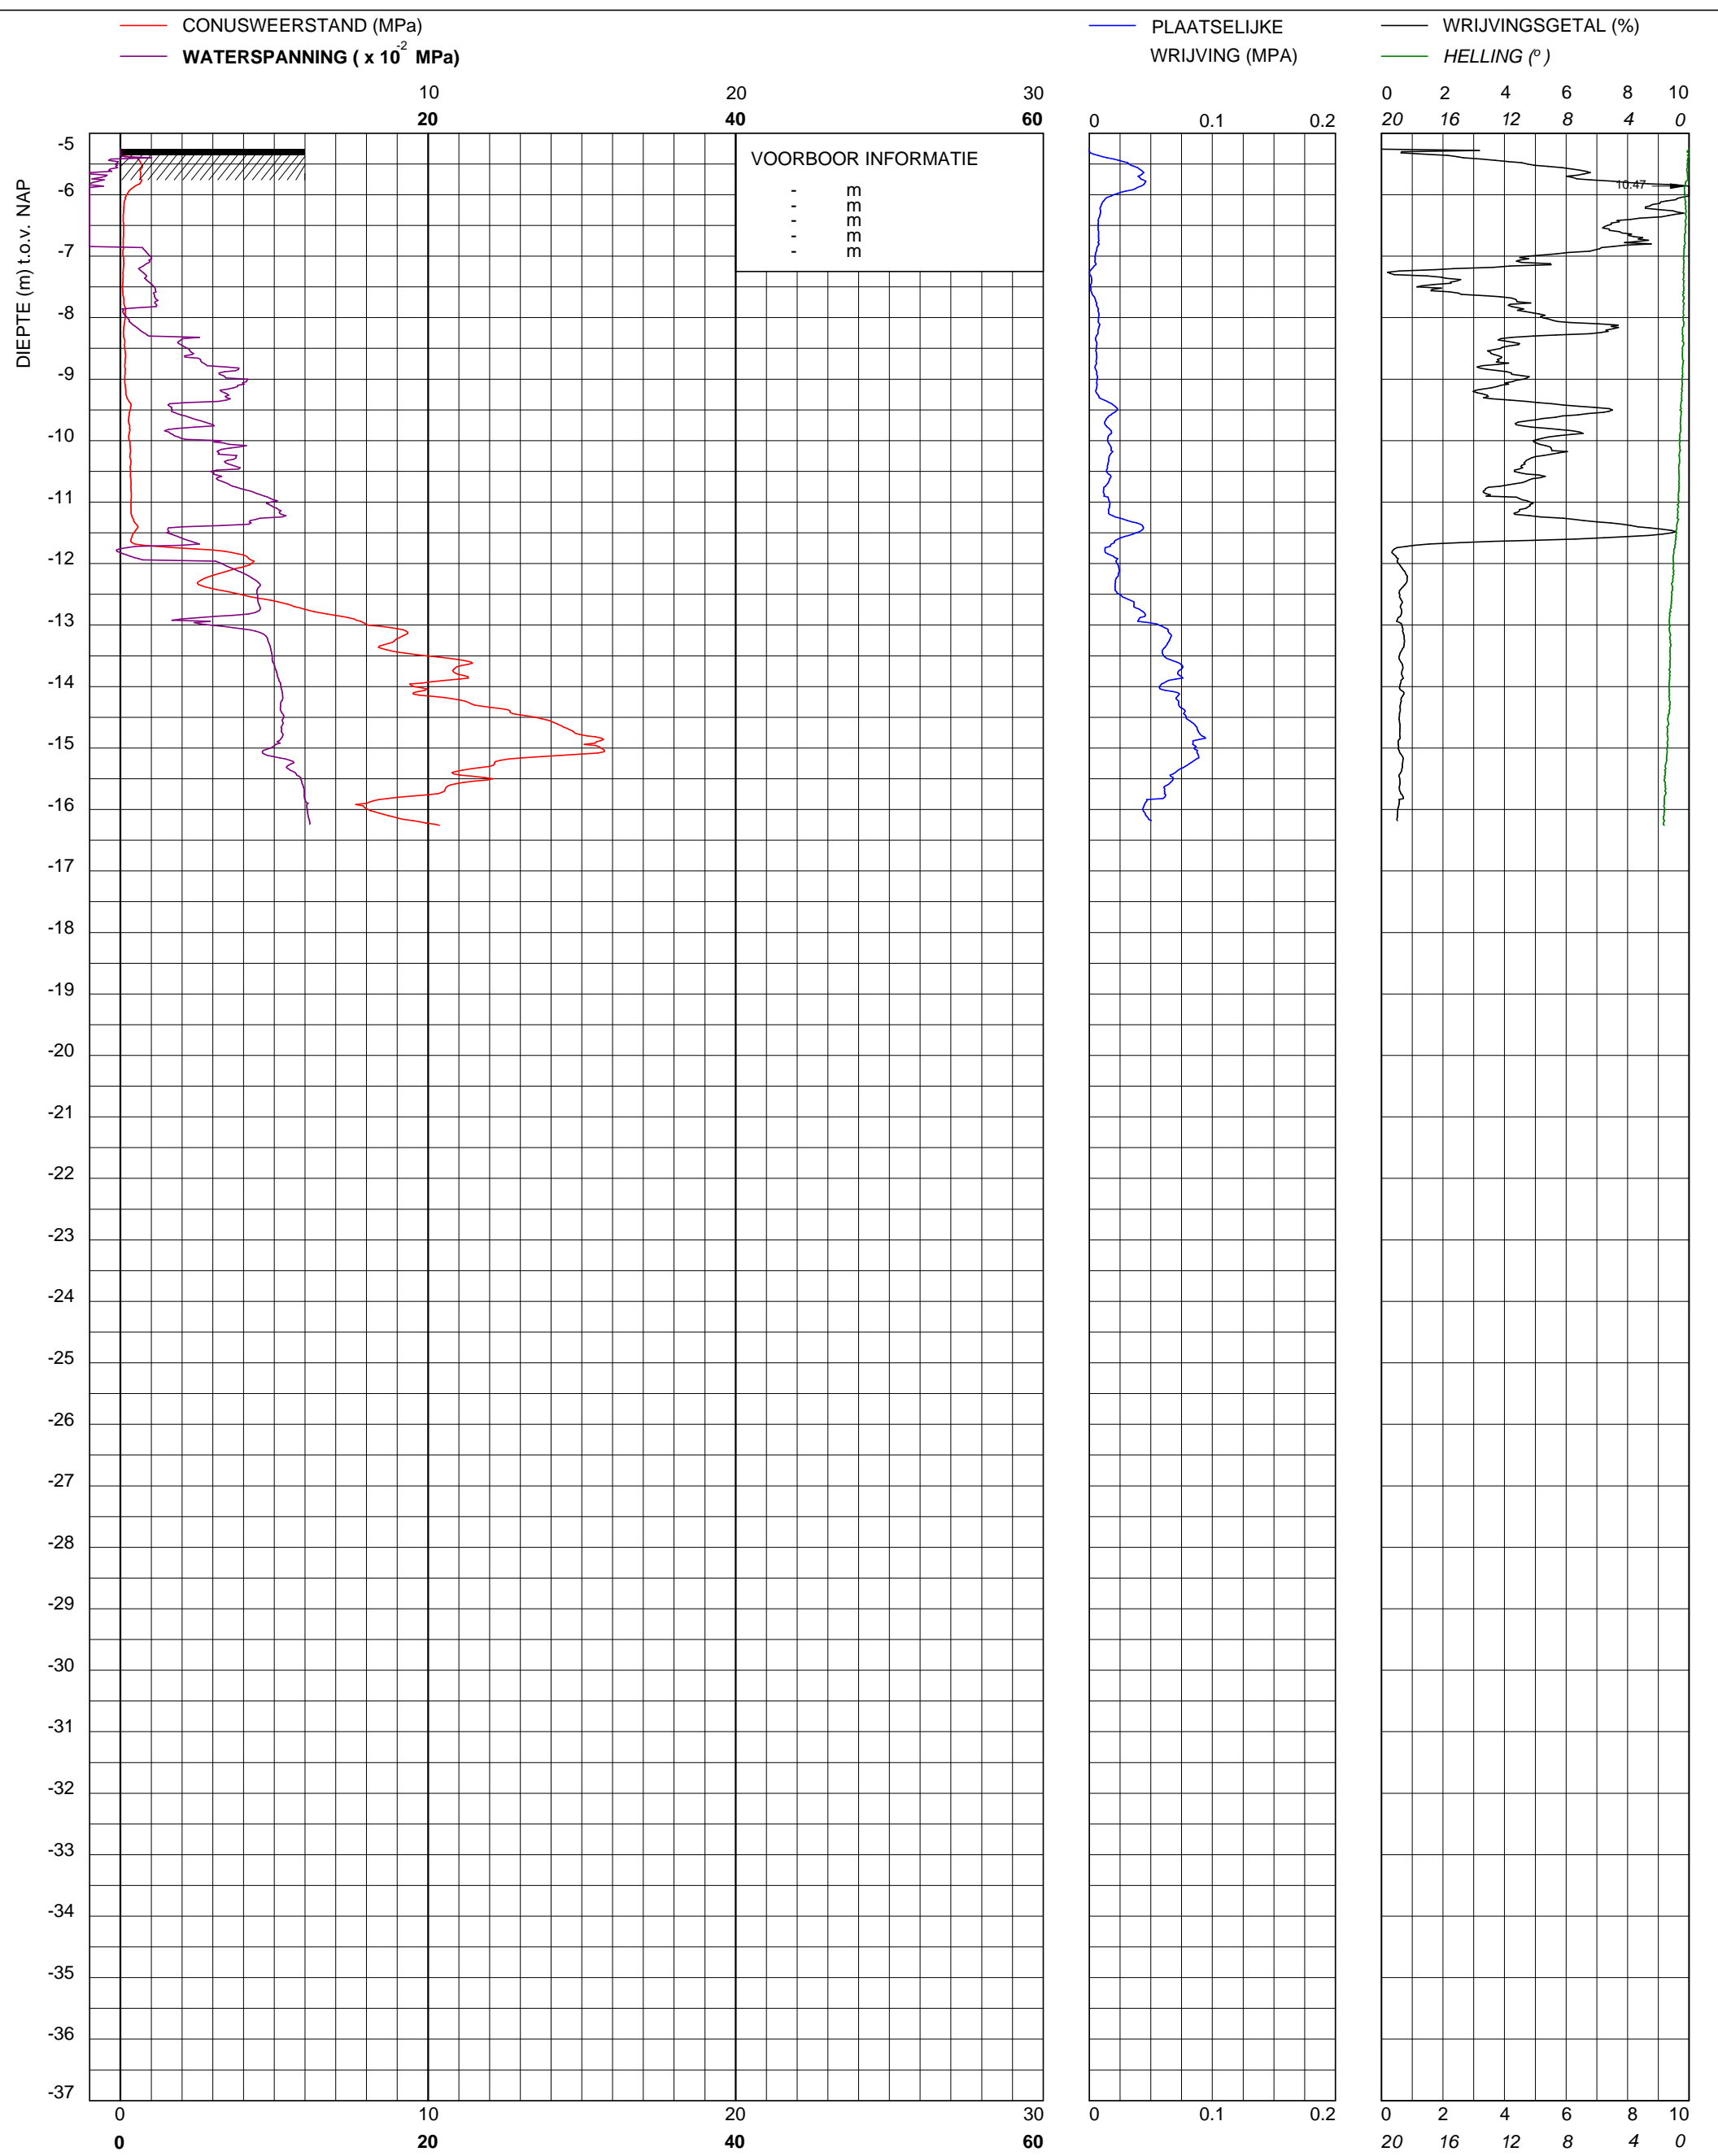 CONUSWEERSTAND (MPa)
WATERSPANNING ( x 10-2 MPa)
PLAATSELIJKE
WRIJVING (MPA)
WRIJVINGSGETAL (%)
HELLING (º )
10 20 30
20 40 60
0 0.1 0.2
0 2 4 6 8 10
20 16 12 8 4 0
DIEPTE (m) t.o.v. NAP
VOORBOOR INFORMATIE
- m
- m
- m
- m
- m
10.47
-5
-6
-7
-8
-9
-10
-11
-12
-13
-14
-15
-16
-17
-18
-19
-20
-21
-22
-23
-24
-25
-26
-27
-28
-29
-30
-31
-32
-33
-34
-35
-36
-37
0 10 20 30
0 20 40 60
0 0.1 0.2
0 2 4 6 8 10
20 16 12 8 4 0